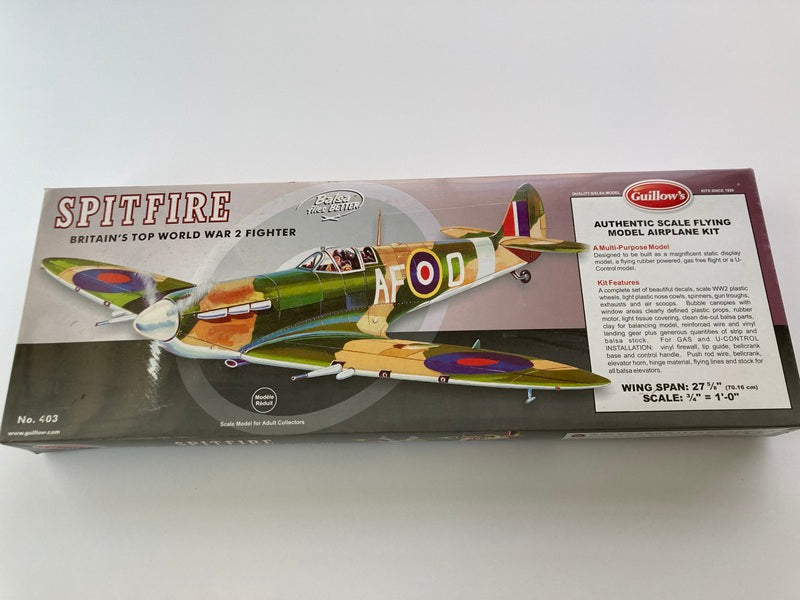 SPITFIRE
BRITAIN'S TOP WORLD WAR 2 FIGHTER
Balsa
Flies BETTER
AF D
Modèle
Réduit
Scale Model for Adult Collectors
No. 403
www.guillow.com
QUALITY BALSA MODEL
Guillow's
KITS SINCE 1926
AUTHENTIC SCALE FLYING
MODEL AIRPLANE KIT
A Multi-Purpose Model
Designed to be built as a magnificent static display
model, a flying rubber powered, gas free flight or a U-
Control model.
Kit Features
A complete set of beautiful decals, scale WW2 plastic
wheels, light plastic nose cowls, spinners, gun troughs,
exhausts and air scoops. Bubble canopies with
window areas clearly defined plastic props, rubber
motor, light tissue covering, clean die-cut balsa parts,
clay for balancing model, reinforced wire and vinyl
landing gear plus generous quantities of strip and
balsa stock. For GAS and U-CONTROL
INSTALLATION: vinyl firewall, tip guide, bellcrank
base and control handle. Push rod wire, bellcrank,
elevator horn, hinge material, flying lines and stock for
all balsa elevators.
WING SPAN: 27 5/8" (70.16 cm)
SCALE: 3/4" = 1'-0"
SPITFIRE